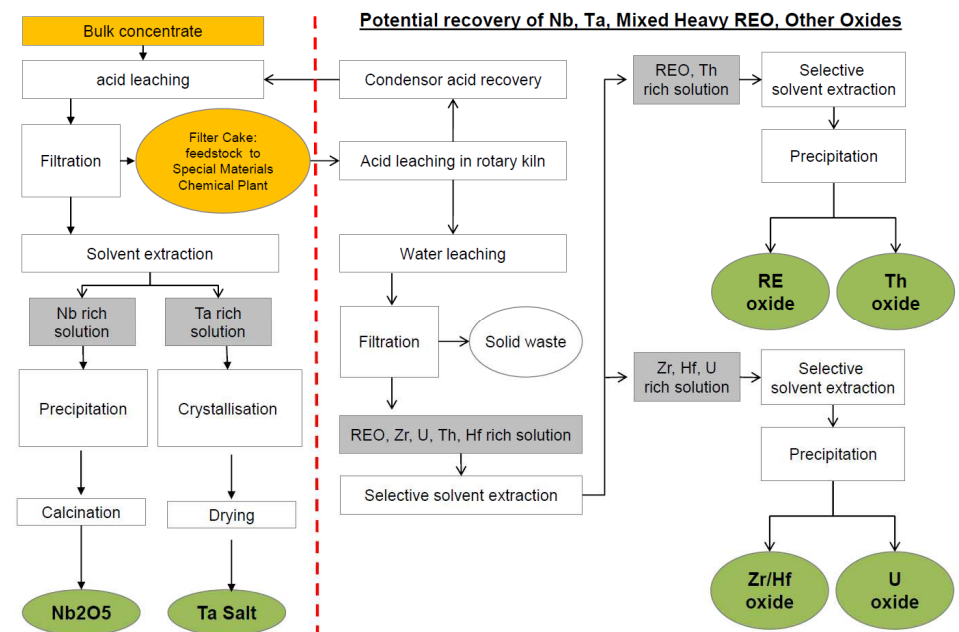 Potential recovery of Nb, Ta, Mixed Heavy REO, Other Oxides
Bulk concentrate
acid leaching
Filtration
Filter Cake:
feedstock to
Special Materials
Chemical Plant
Solvent extraction
Nb rich
solution
Ta rich
solution
Precipitation
Crystallisation
Calcination
Drying
Nb2O5
Ta Salt
Condensor acid recovery
Acid leaching in rotary kiln
Water leaching
Filtration
Solid waste
REO, Zr, U, Th, Hf rich solution
Selective solvent extraction
REO, Th
rich solution
Selective
solvent extraction
Precipitation
RE
oxide
Th
oxide
Zr, Hf, U
rich solution
Selective
solvent extraction
Precipitation
Zr/Hf
oxide
U
oxide